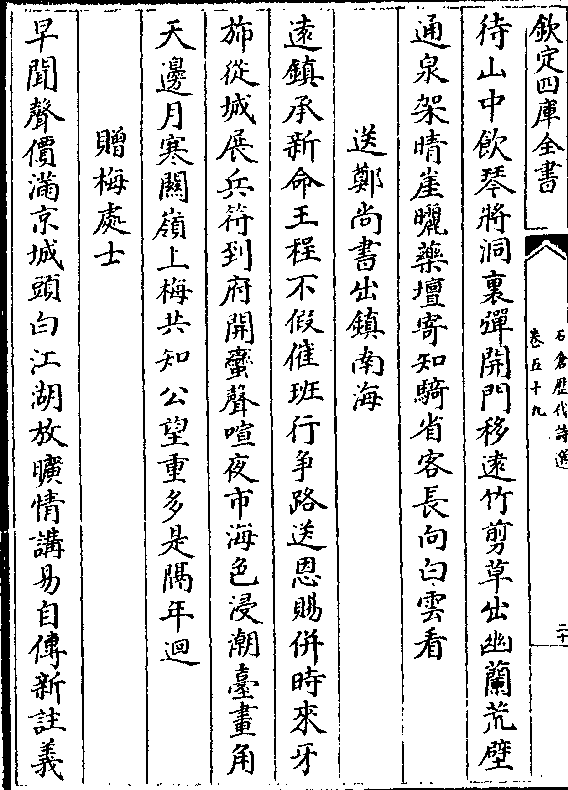 欽定四庫全書
石倉歴代詩選
卷五十九
二十
待山中飲琴將洞裏彈開門移逺竹剪草出幽蘭荒壁
通泉架晴崖曬藥壇寄知騎省客長向白雲看
送鄭尚書出鎮南海
逺鎮承新命王程不假催班行争路送恩賜併時來牙
斾從城展兵符到府開蠻聲喧夜市海色浸潮臺畫角
天邊月寒關嶺上梅共知公望重多是隔年迴
贈梅處士
早聞聲價滿京城頭白江湖放曠情講易自傳新註義